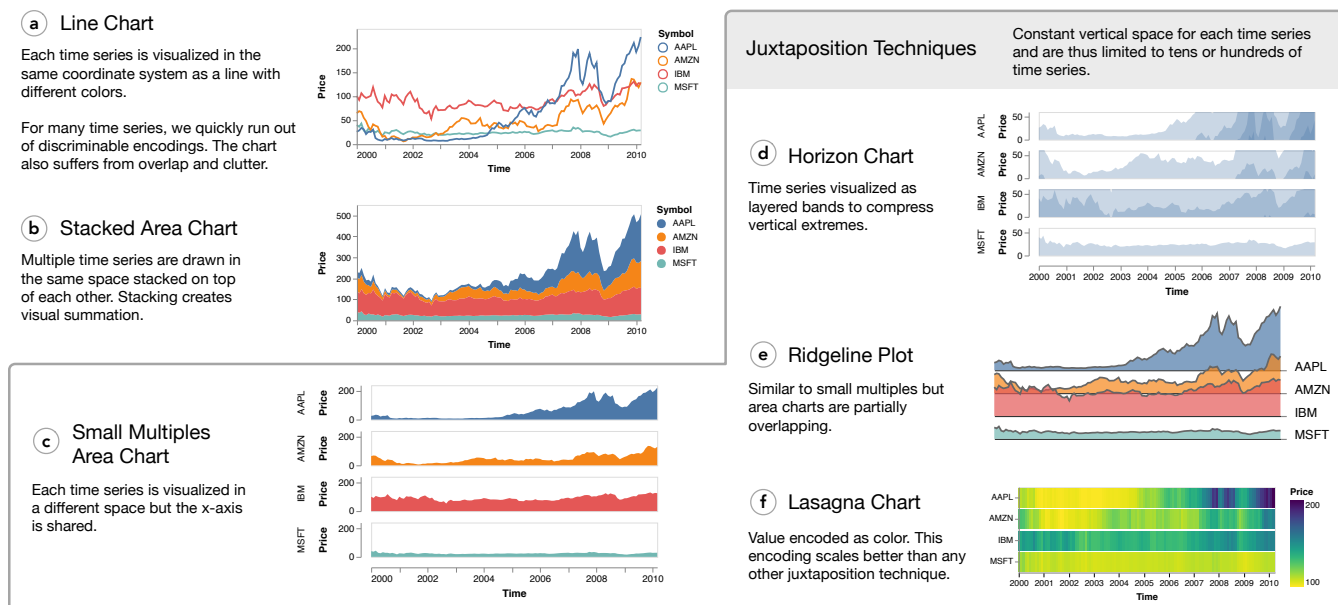 a Line Chart
Each time series is visualized in the
same coordinate system as a line with
different colors.
For many time series, we quickly run out
of discriminable encodings. The chart
also suffers from overlap and clutter.
Price
200
150
100
50
0
2000 2002 2004 2006 2008 2010
Time
Symbol
AAPL
AMZN
IBM
MSFT
b Stacked Area Chart
Multiple time series are drawn in
the same space stacked on top
of each other. Stacking creates
visual summation.
Price
500
400
300
200
100
0
2000 2002 2004 2006 2008 2010
Time
Symbol
AAPL
AMZN
IBM
MSFT
c Small Multiples
Area Chart
Each time series is visualized in
a different space but the x-axis
is shared.
AAPL Price 200 0
AMZN Price 200 0
IBM Price 200 0
MSFT Price 200 0
2000 2002 2004 2006 2008 2010
Time
Juxtaposition Techniques
Constant vertical space for each time series
and are thus limited to tens or hundreds of
time series.
d Horizon Chart
Time series visualized as
layered bands to compress
vertical extremes.
AAPL Price 50 0
AMZN Price 50 0
IBM Price 50 0
MSFT Price 50 0
2000 2001 2002 2003 2004 2005 2006 2007 2008 2009 2010
Time
e Ridgeline Plot
Similar to small multiples but
area charts are partially
overlapping.
AAPL
AMZN
IBM
MSFT
f Lasagna Chart
Value encoded as color. This
encoding scales better than any
other juxtaposition technique.
AAPL
AMZN
IBM
MSFT
2000 2001 2002 2003 2004 2005 2006 2007 2008 2009 2010
Time
Price
200
100